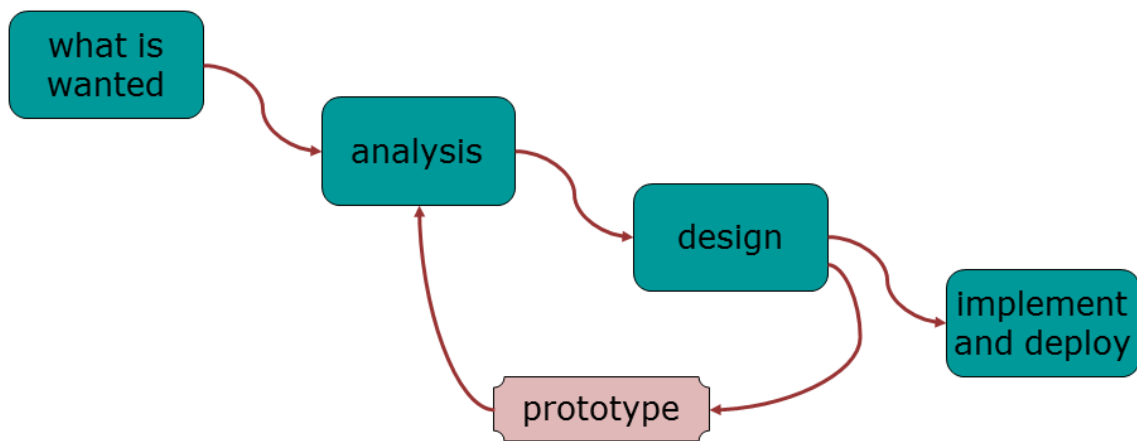 what is
wanted
analysis
design
implement
and deploy
prototype